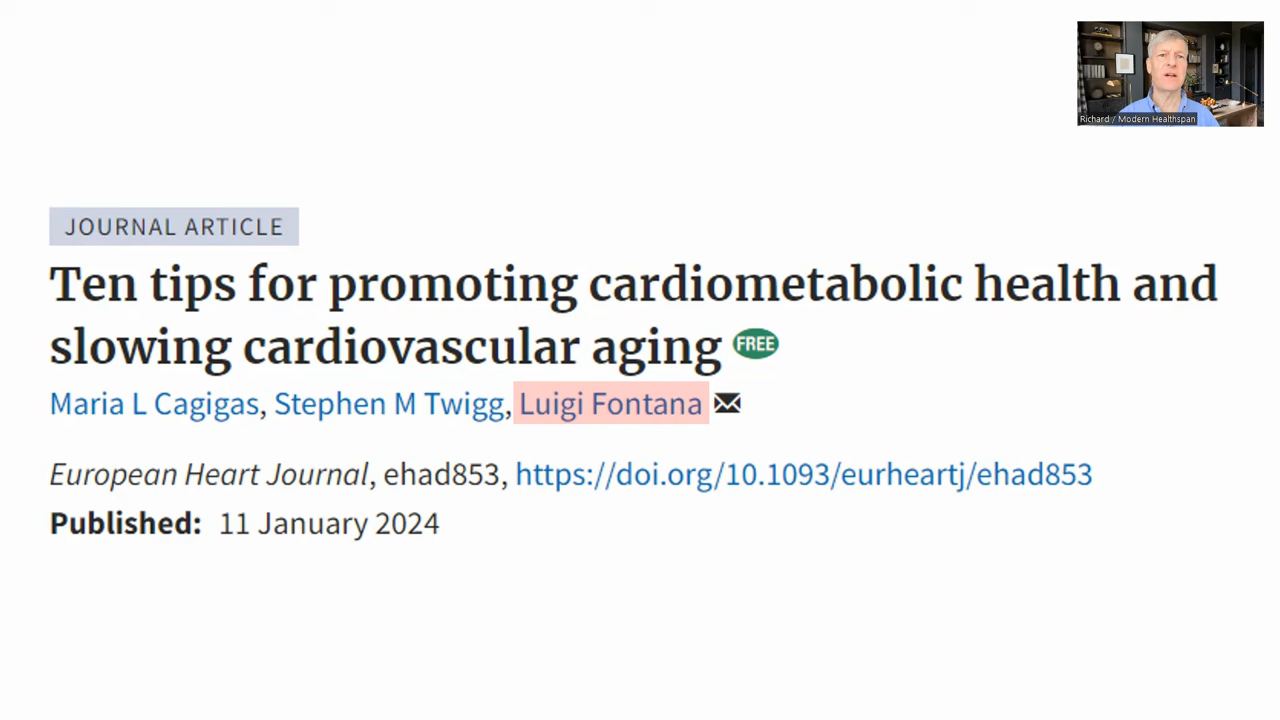 Richard / Modern Healthspan
JOURNAL ARTICLE
Ten tips for promoting cardiometabolic health and
slowing cardiovascular aging FREE
Maria L Cagigas, Stephen M Twigg, Luigi Fontana
European Heart Journal, ehad853, https://doi.org/10.1093/eurheartj/ehad853
Published: 11 January 2024